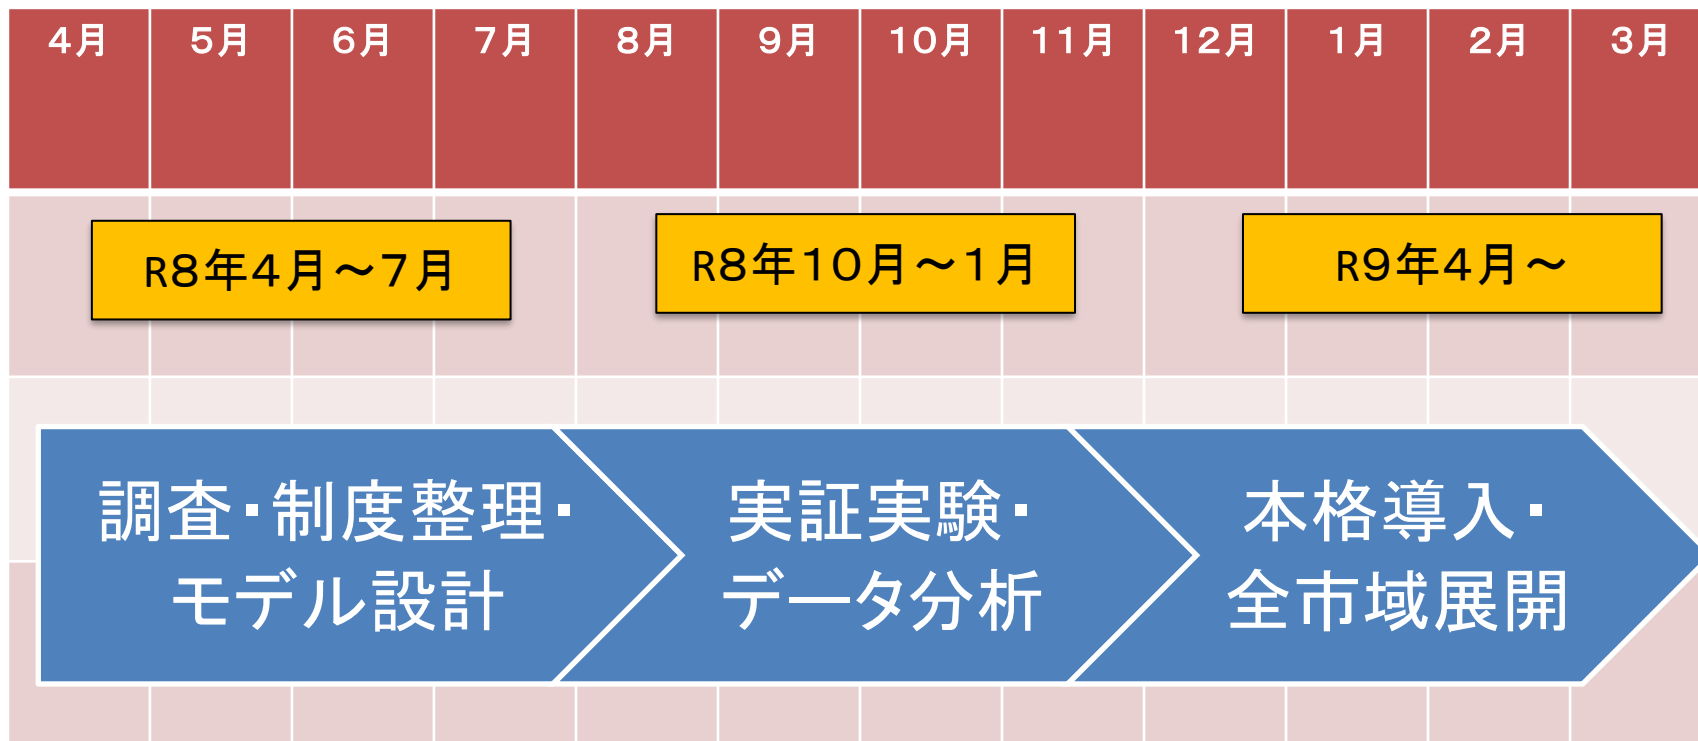 4月 5月 6月 7月 8月 9月 10月 11月 12月 1月 2月 3月
R8年4月～7月 R8年10月～1月 R9年4月～
調査・制度整理・
モデル設計
実証実験・
データ分析
本格導入・
全市域展開